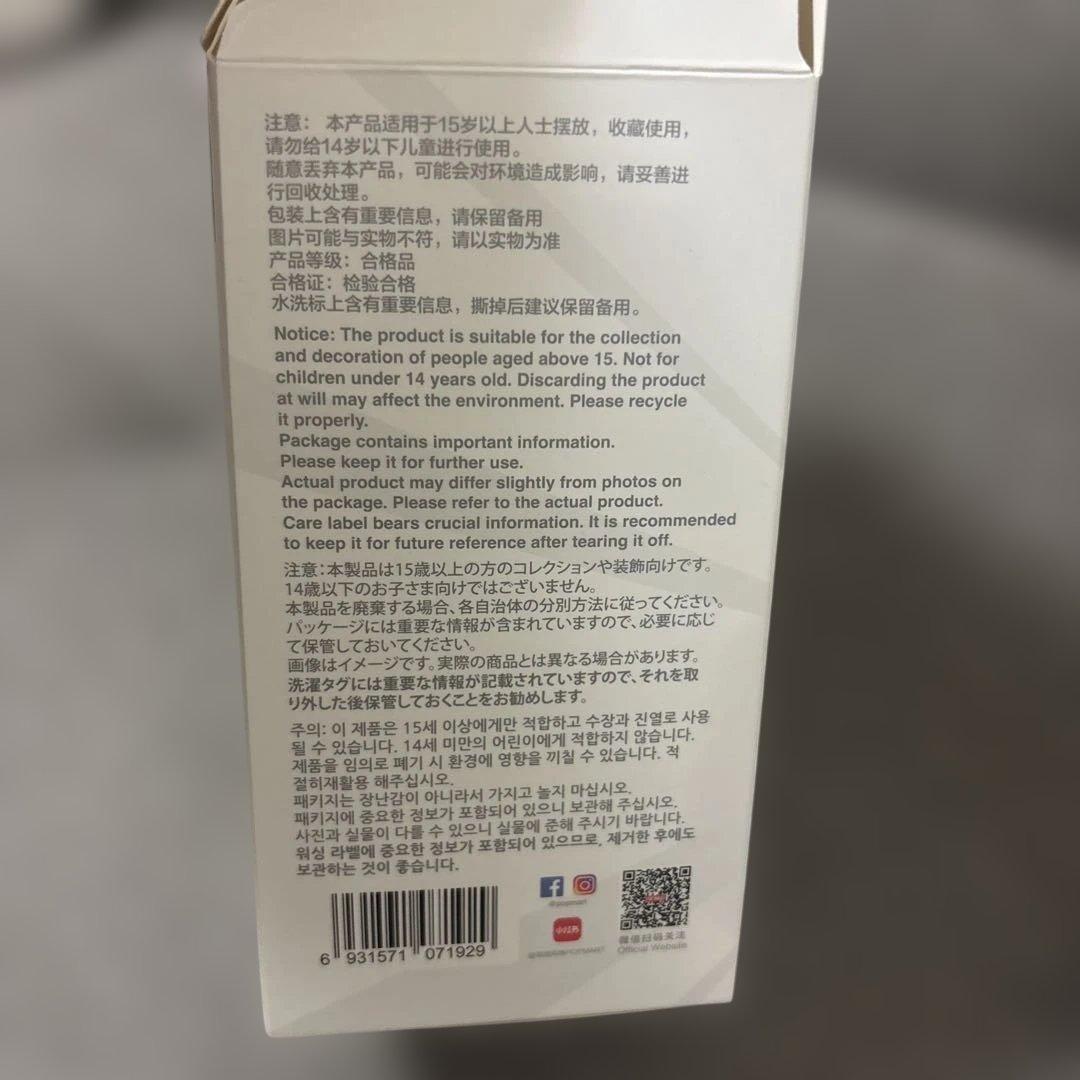 注意： 本产品适用于15岁以上人士摆放，收藏使用，
请勿给14岁以下儿童进行使用。
随意丢弃本产品，可能会对环境造成影响，请妥善进
行回收处理。
包装上含有重要信息，请保留备用
图片可能与实物不符，请以实物为准
产品等级：合格品
合格证：检验合格
水洗标上含有重要信息，撕掉后建议保留备用。
Notice: The product is suitable for the collection
and decoration of people aged above 15. Not for
children under 14 years old. Discarding the product
at will may affect the environment. Please recycle
it properly.
Package contains important information.
Please keep it for further use.
Actual product may differ slightly from photos on
the package. Please refer to the actual product.
Care label bears crucial information. It is recommended
to keep it for future reference after tearing it off.
注意：本製品は15歳以上の方のコレクションや装飾向けです。
14歳以下のお子さま向けではございません。
本製品を廃棄する場合、各自治体の分別方法に従ってください。
パッケージには重要な情報が含まれていますので、必要に応じ
て保管しておいてください。
画像はイメージです。実際の商品とは異なる場合があります。
洗濯タグには重要な情報が記載されていますので、それを取
り外した後保管しておくことをお勧めします。
주의: 이 제품은 15세 이상에게만 적합하고 수장과 진열로 사용
될 수 있습니다. 14세 미만의 어린이에게 적합하지 않습니다.
제품을 임의로 폐기 시 환경에 영향을 끼칠 수 있습니다. 적
절히재활용 해주십시오.
패키지는 장난감이 아니라서 가지고 놀지 마십시오.
패키지에 중요한 정보가 포함되어 있으니 보관해 주십시오.
사진과 실물이 다를 수 있으니 실물에 준해 주시기 바랍니다.
워싱 라벨에 중요한 정보가 포함되어 있으므로, 제거한 후에도
보관하는 것이 좋습니다.
6 931571 071929
@popmart
小红书
微信扫码关注
Official Website